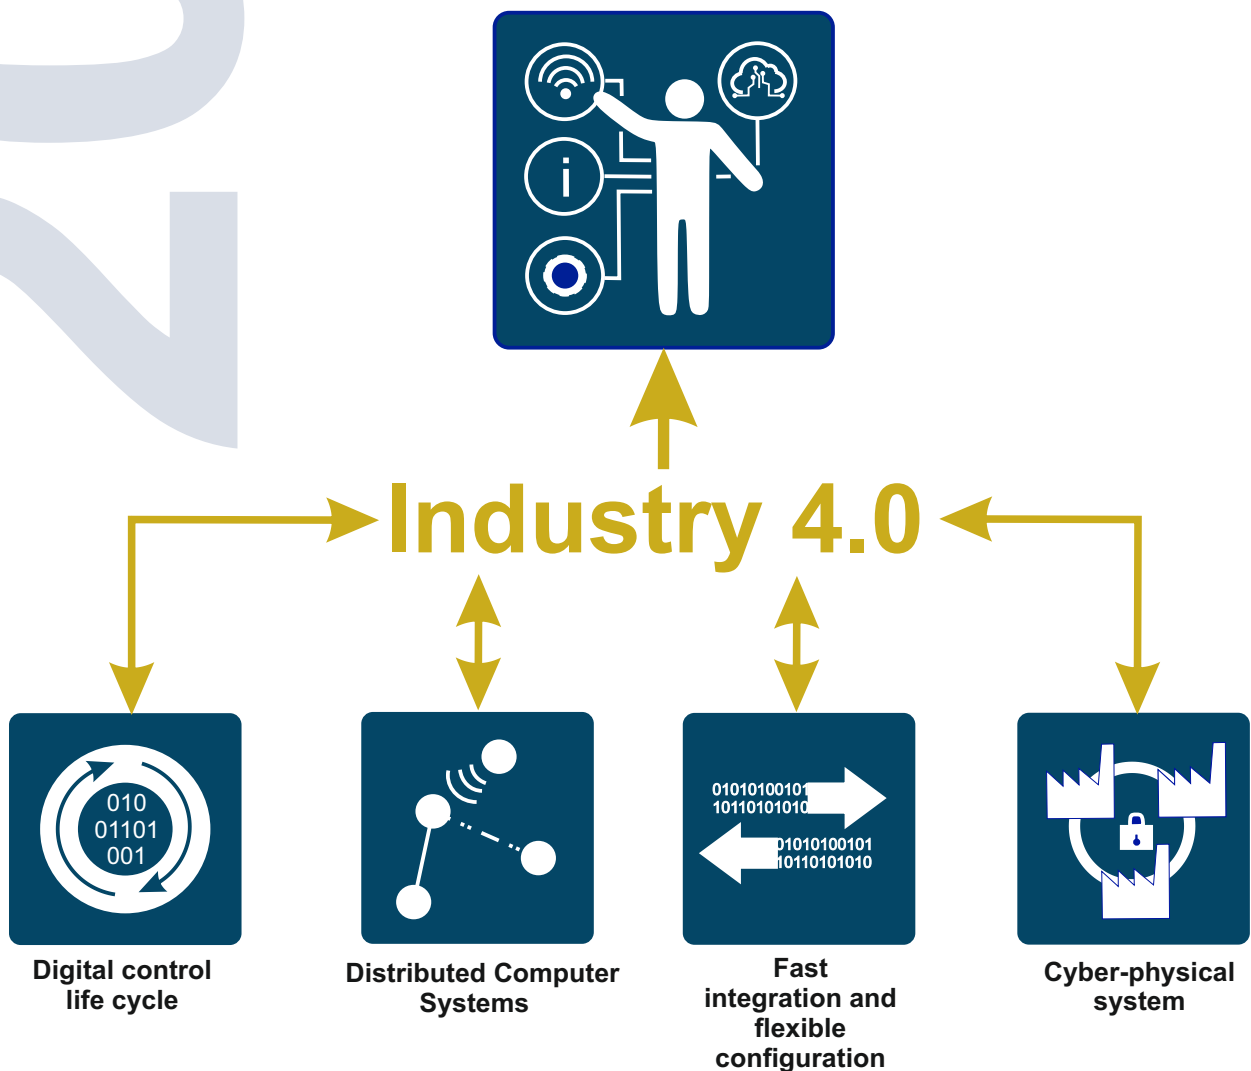 20
i
Industry 4.0
010
01101
001
01010100101
10110101010
01010100101
10110101010
Digital control
life cycle
Distributed Computer
Systems
Fast
integration and
flexible
configuration
Cyber-physical
system